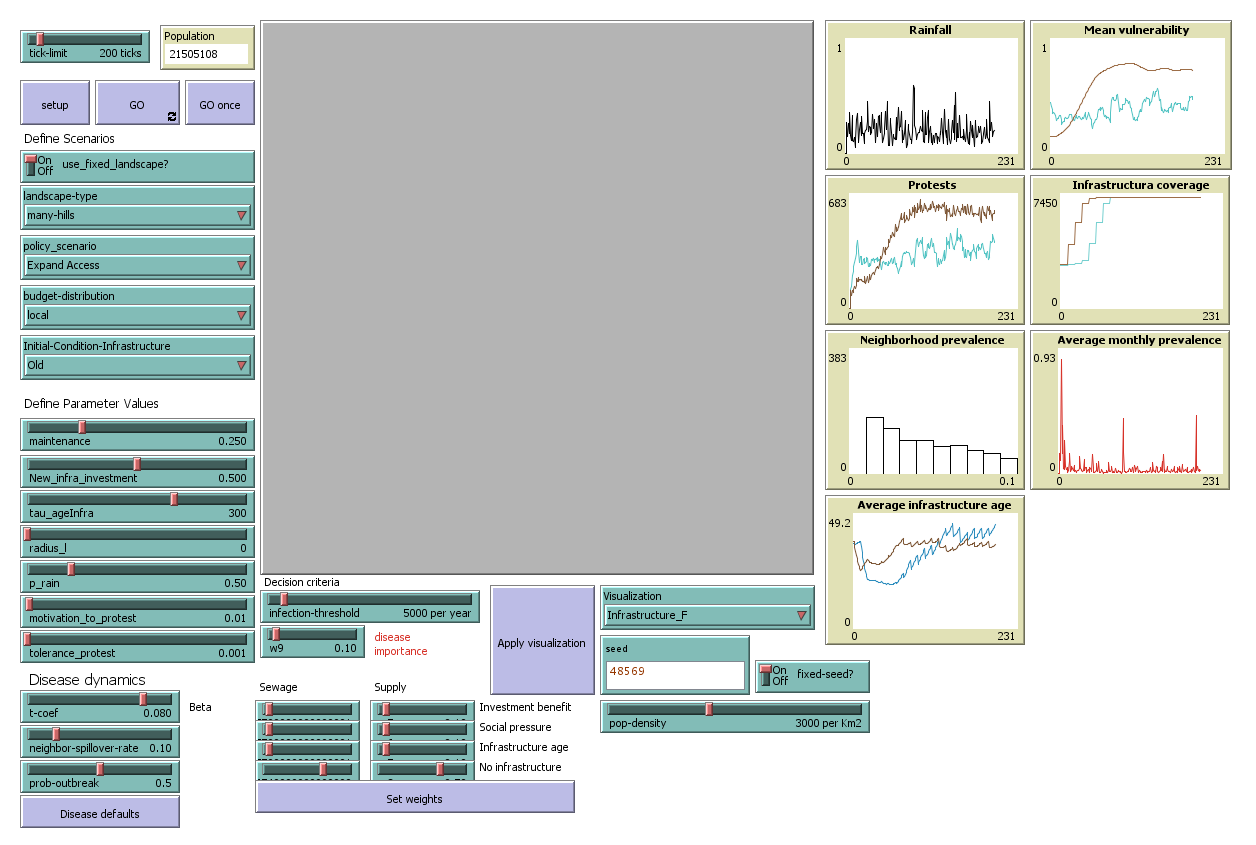 tick-limit 200 ticks
Population
21505108
setup
GO
GO once
Define Scenarios
On
Off
use_fixed_landscape?
landscape-type
many-hills
policy_scenario
Expand Access
budget-distribution
local
Initial-Condition-Infrastructure
Old
Define Parameter Values
maintenance 0.250
New_infra_investment 0.500
tau_ageInfra 300
radius_l 0
p_rain 0.50
motivation_to_protest 0.01
tolerance_protest 0.001
Disease dynamics
t-coef 0.080
Beta
neighbor-spillover-rate 0.10
prob-outbreak 0.5
Disease defaults
Decision criteria
infection-threshold 5000 per year
w9 0.10
disease
importance
Sewage
Supply
Investment benefit
Social pressure
Infrastructure age
No infrastructure
Set weights
Apply visualization
Visualization
Infrastructure_F
seed
48569
On
Off
fixed-seed?
pop-density 3000 per Km2
Rainfall
1
0
0 231
Mean vulnerability
1
0
0 231
Protests
683
0
0 231
Infrastructura coverage
7450
0
0 231
Neighborhood prevalence
383
0
0 0.1
Average monthly prevalence
0.93
0
0 231
Average infrastructure age
49.2
0
0 231